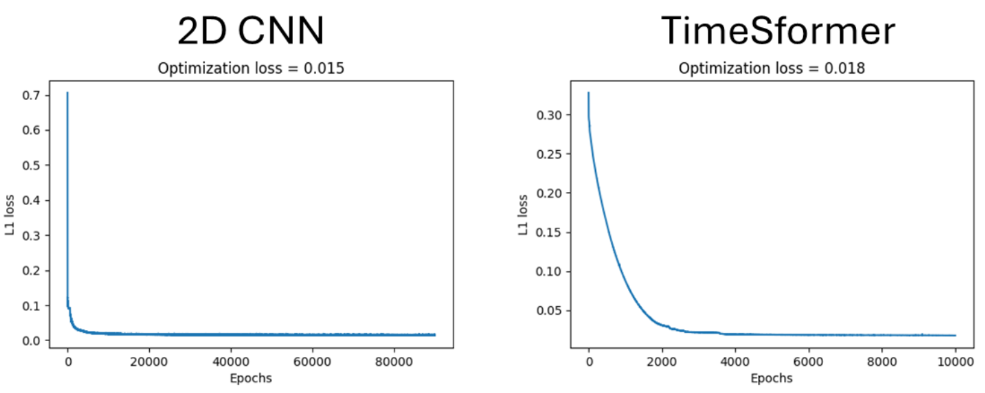 2D CNN
Optimization loss = 0.015
0.7
0.6
0.5
0.4
0.3
0.2
0.1
0.0
L1 loss
0 20000 40000 60000 80000
Epochs
TimeSformer
Optimization loss = 0.018
0.30
0.25
0.20
0.15
0.10
0.05
L1 loss
0 2000 4000 6000 8000 10000
Epochs